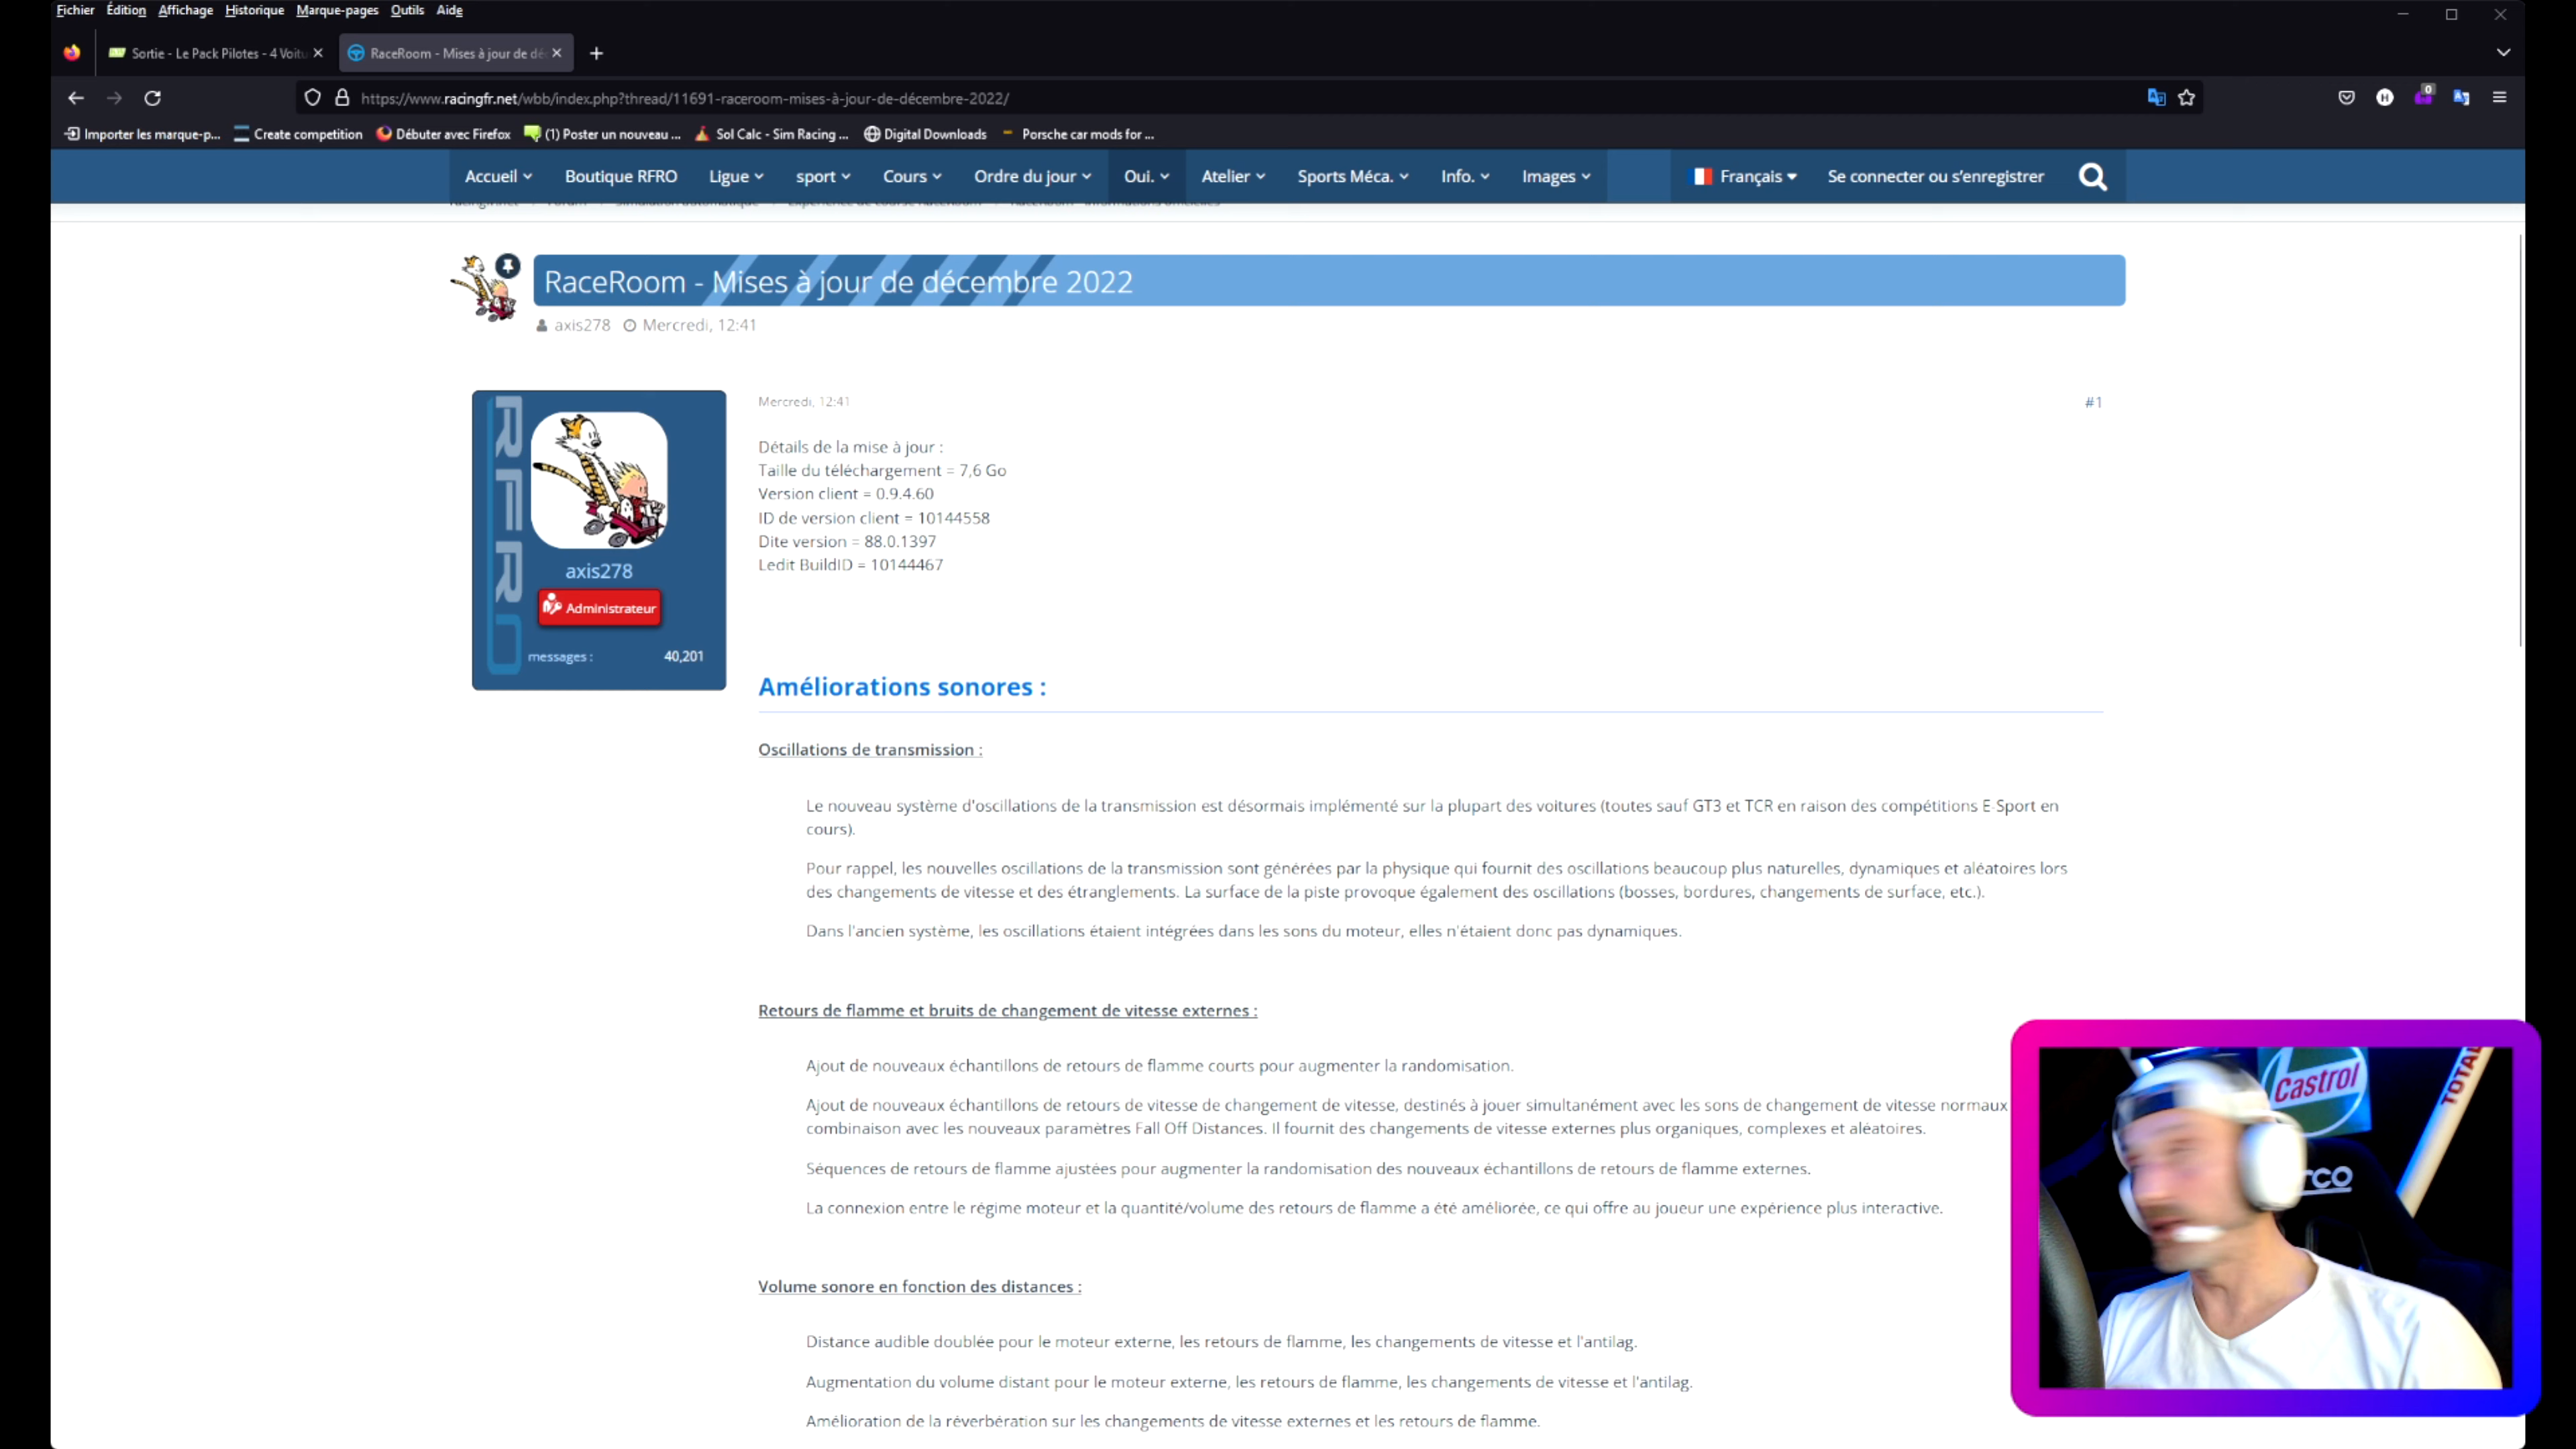 Fichier Édition Affichage Historique Marque-pages Outils Aide
Sortie - Le Pack Pilotes - 4 Voitu
RaceRoom - Mises à jour de dé
https://www.racingfr.net/wbb/index.php?thread/11691-raceroom-mises-à-jour-de-décembre-2022/
0
Importer les marque-p... Create competition Débuter avec Firefox (1) Poster un nouveau ... Sol Calc - Sim Racing ... Digital Downloads Porsche car mods for ...
Accueil Boutique RFRO Ligue sport Cours Ordre du jour Oui. Atelier Sports Méca. Info. Images Français Se connecter ou s'enregistrer
RaceRoom - Mises à jour de décembre 2022
axis278 Mercredi, 12:41
RFRO
axis278
Administrateur
messages : 40,201
Mercredi, 12:41 #1
Détails de la mise à jour :
Taille du téléchargement = 7,6 Go
Version client = 0.9.4.60
ID de version client = 10144558
Dite version = 88.0.1397
Ledit BuildID = 10144467
Améliorations sonores :
Oscillations de transmission :
Le nouveau système d'oscillations de la transmission est désormais implémenté sur la plupart des voitures (toutes sauf GT3 et TCR en raison des compétitions E-Sport en
cours).
Pour rappel, les nouvelles oscillations de la transmission sont générées par la physique qui fournit des oscillations beaucoup plus naturelles, dynamiques et aléatoires lors
des changements de vitesse et des étranglements. La surface de la piste provoque également des oscillations (bosses, bordures, changements de surface, etc.).
Dans l'ancien système, les oscillations étaient intégrées dans les sons du moteur, elles n'étaient donc pas dynamiques.
Retours de flamme et bruits de changement de vitesse externes :
Ajout de nouveaux échantillons de retours de flamme courts pour augmenter la randomisation.
Ajout de nouveaux échantillons de retours de vitesse de changement de vitesse, destinés à jouer simultanément avec les sons de changement de vitesse normaux
combinaison avec les nouveaux paramètres Fall Off Distances. Il fournit des changements de vitesse externes plus organiques, complexes et aléatoires.
Séquences de retours de flamme ajustées pour augmenter la randomisation des nouveaux échantillons de retours de flamme externes.
La connexion entre le régime moteur et la quantité/volume des retours de flamme a été améliorée, ce qui offre au joueur une expérience plus interactive.
Volume sonore en fonction des distances :
Distance audible doublée pour le moteur externe, les retours de flamme, les changements de vitesse et l'antilag.
Augmentation du volume distant pour le moteur externe, les retours de flamme, les changements de vitesse et l'antilag.
Amélioration de la réverbération sur les changements de vitesse externes et les retours de flamme.
Castrol
TOTAL
rco